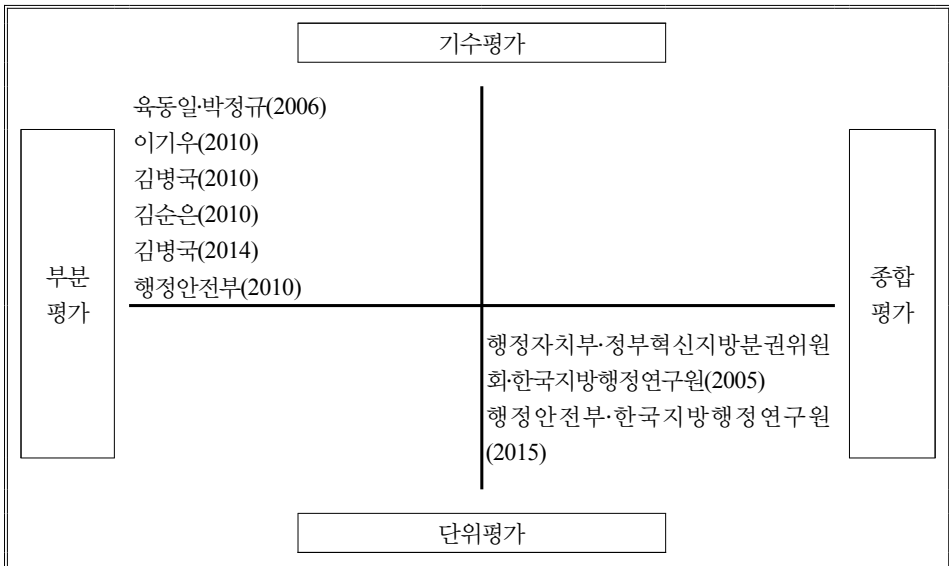 기수평가
육동일·박정규(2006)
이기우(2010)
김병국(2010)
김순은(2010)
김병국(2014)
행정안전부(2010)
부분
평가
종합
평가
행정자치부·정부혁신지방분권위원
회·한국지방행정연구원(2005)
행정안전부·한국지방행정연구원
(2015)
단위평가